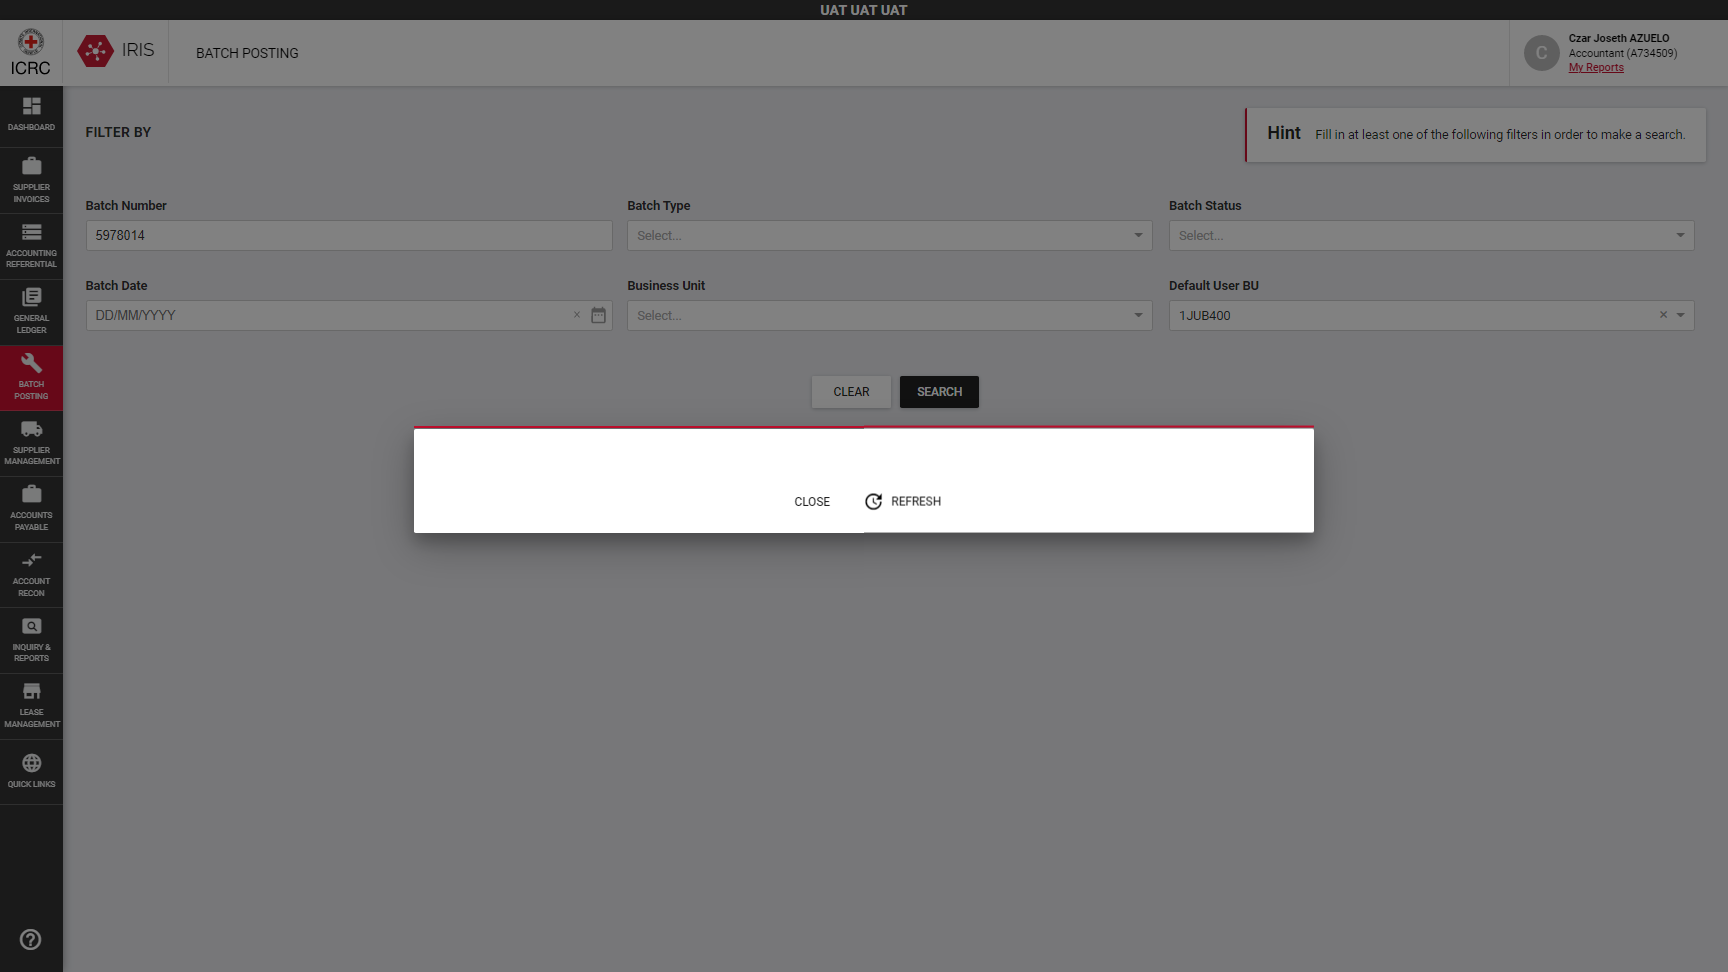 UAT UAT UAT
ICRC
IRIS
BATCH POSTING
C
Czar Joseth AZUELO
Accountant (A734509)
My Reports
DASHBOARD
SUPPLIER
INVOICES
ACCOUNTING
REFERENTIAL
GENERAL
LEDGER
BATCH
POSTING
SUPPLIER
MANAGEMENT
ACCOUNTS
PAYABLE
ACCOUNT
RECON
INQUIRY &
REPORTS
LEASE
MANAGEMENT
QUICK LINKS
FILTER BY
Hint Fill in at least one of the following filters in order to make a search.
Batch Number
5978014
Batch Type
Select...
Batch Status
Select...
Batch Date
DD/MM/YYYY
Business Unit
Select...
Default User BU
1JUB400
CLEAR
SEARCH
CLOSE
REFRESH